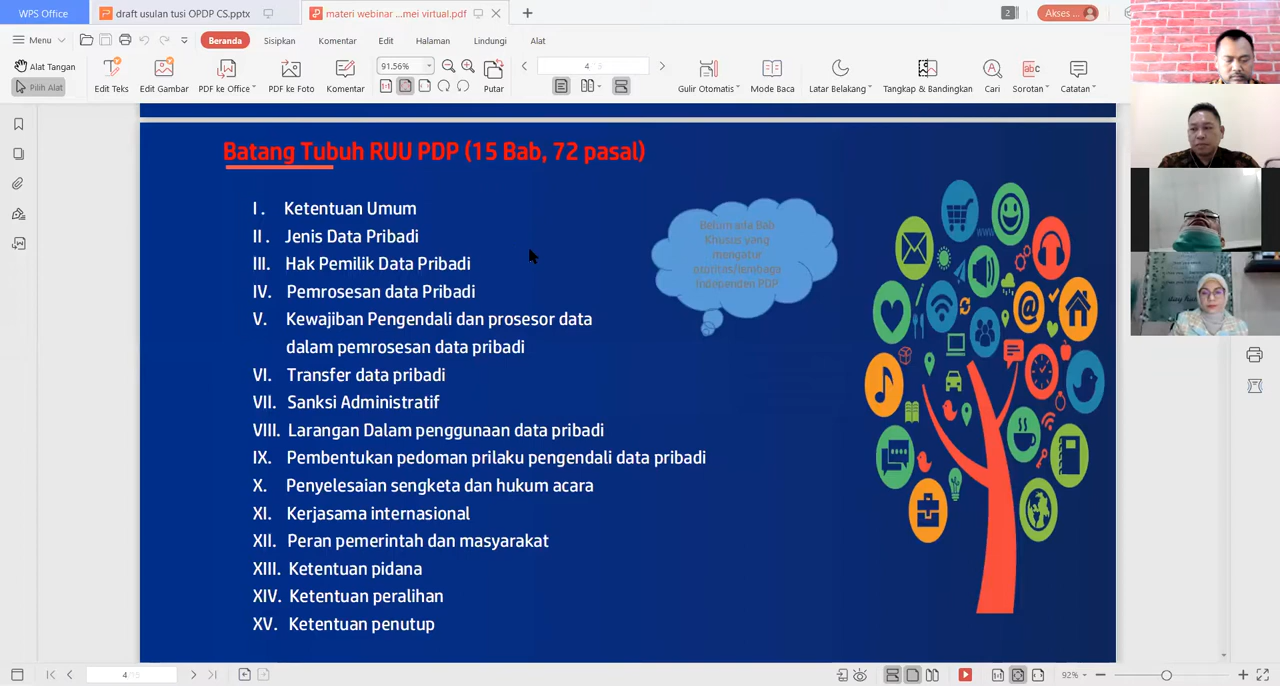 WPS Office
draft usulan tusi OPDP CS.pptx
materi webinar ...mei virtual.pdf
2
Akses ...
Menu
Beranda
Sisipkan
Komentar
Edit
Halaman
Lindungi
Alat
Alat Tangan
Pilih Alat
Edit Teks
Edit Gambar
PDF ke Office
PDF ke Foto
Komentar
91.56%
Putar
4
Gulir Otomatis
Mode Baca
Latar Belakang
Tangkap & Bandingkan
Cari
Sorotan
Catatan
Batang Tubuh RUU PDP (15 Bab, 72 pasal)
I. Ketentuan Umum
II. Jenis Data Pribadi
III. Hak Pemilik Data Pribadi
IV. Pemrosesan data Pribadi
V. Kewajiban Pengendali dan prosesor data
dalam pemrosesan data pribadi
VI. Transfer data pribadi
VII. Sanksi Administratif
VIII. Larangan Dalam penggunaan data pribadi
IX. Pembentukan pedoman prilaku pengendali data pribadi
X. Penyelesaian sengketa dan hukum acara
XI. Kerjasama internasional
XII. Peran pemerintah dan masyarakat
XIII. Ketentuan pidana
XIV. Ketentuan peralihan
XV. Ketentuan penutup
Belum ada Bab
Khusus yang
mengatur
otoritas/lembaga
Independen PDP
WWW
92%